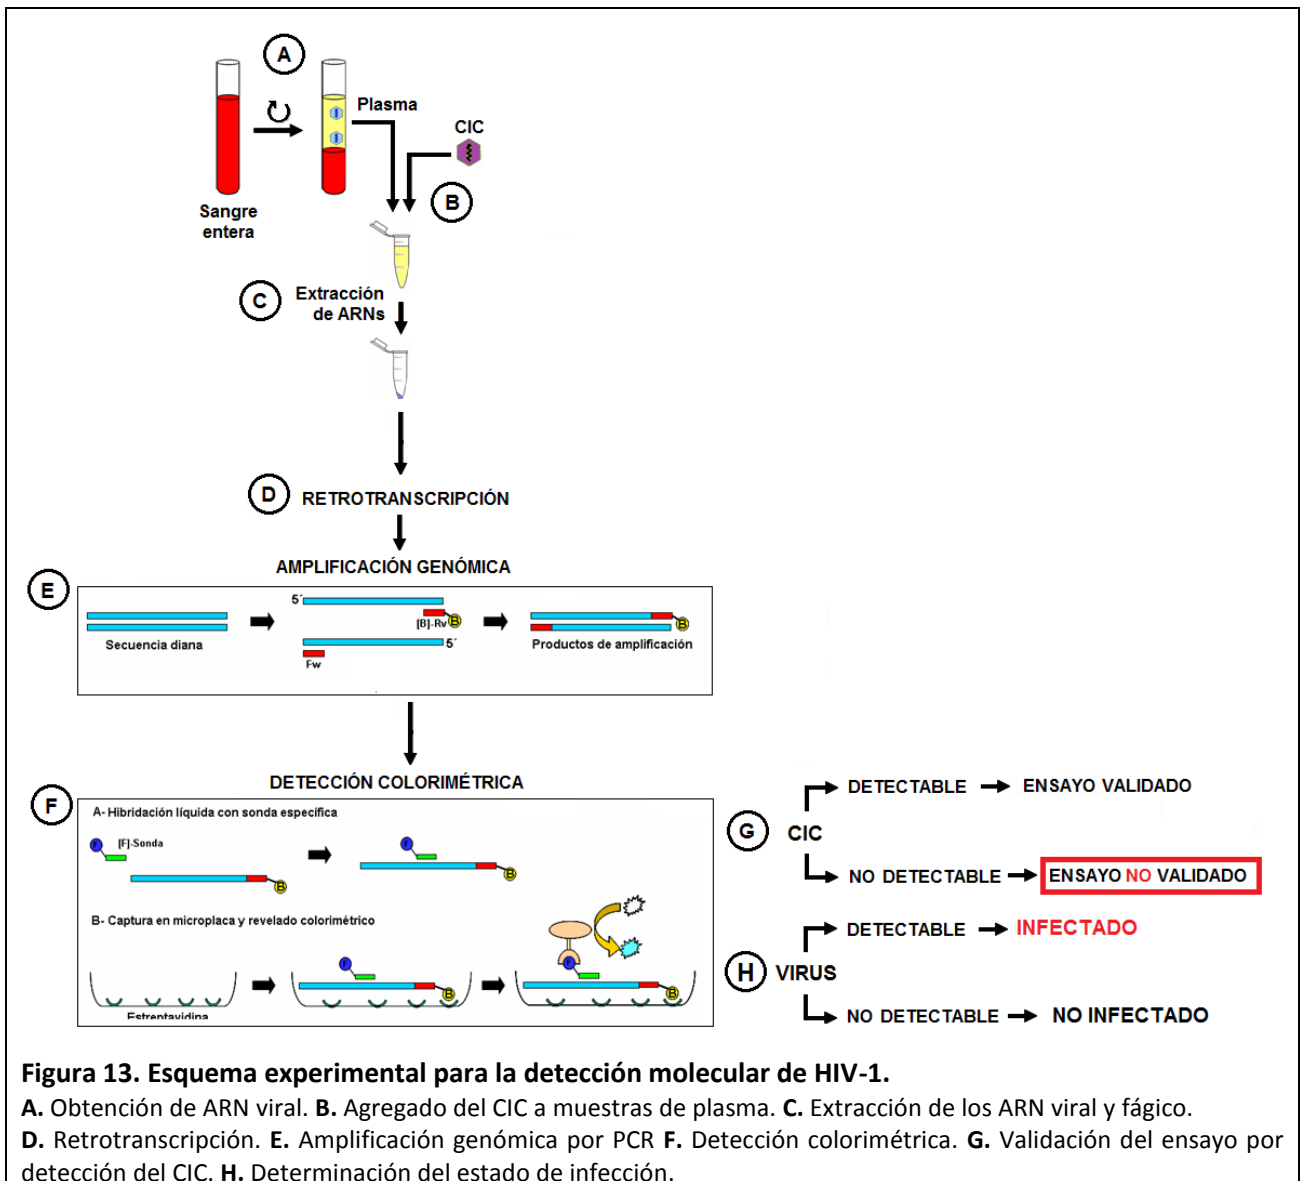 A
Plasma
CIC
B
Sangre
entera
C
Extracción
de ARNs
D
RETROTRANSCRIPCIÓN
AMPLIFICACIÓN GENÓMICA
E
5´
[B]-Rv
B
B
Secuencia diana
5´
Productos de amplificación
Fw
DETECCIÓN COLORIMÉTRICA
F
A- Hibridación líquida con sonda específica
F
[F]-Sonda
F
B
B
B- Captura en microplaca y revelado colorimétrico
F
F
B
B
Estreptavidina
DETECTABLE
ENSAYO VALIDADO
G
CIC
NO DETECTABLE
ENSAYO NO VALIDADO
DETECTABLE
INFECTADO
H
VIRUS
NO DETECTABLE
NO INFECTADO
Figura 13. Esquema experimental para la detección molecular de HIV-1.
A. Obtención de ARN viral. B. Agregado del CIC a muestras de plasma. C. Extracción de los ARN viral y fágico.
D. Retrotranscripción. E. Amplificación genómica por PCR F. Detección colorimétrica. G. Validación del ensayo por
detección del CIC. H. Determinación del estado de infección.